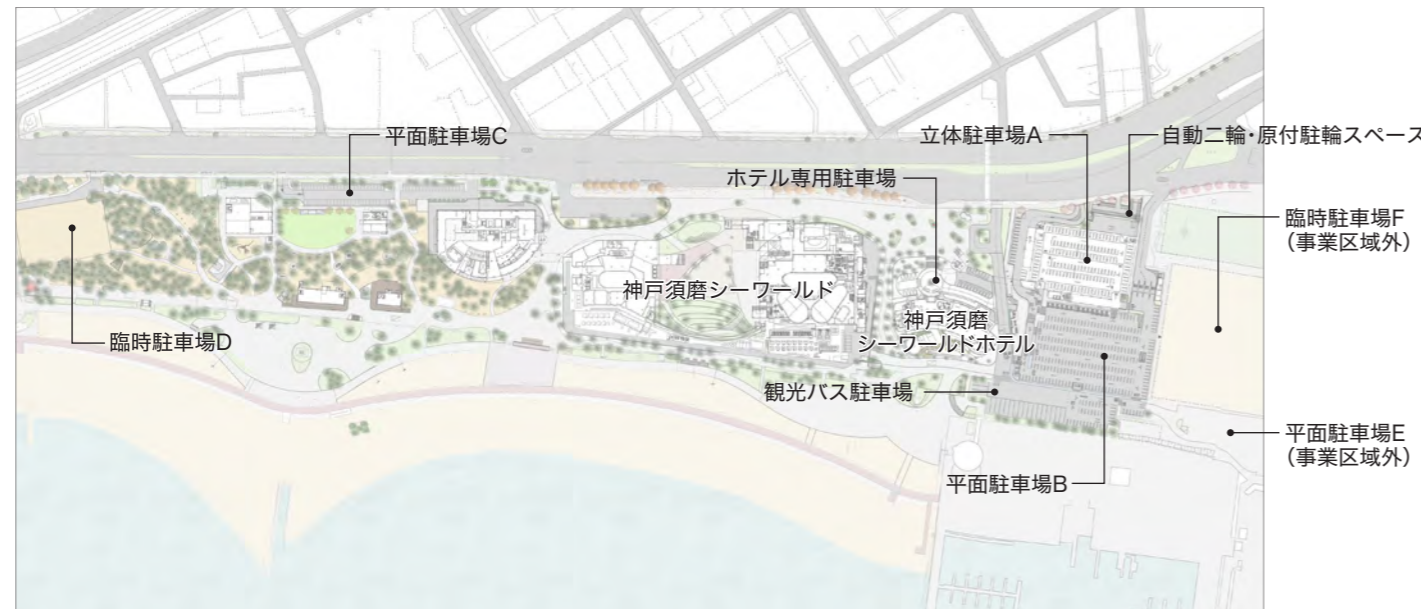 平面駐車場C
立体駐車場A
自動二輪・原付駐輪スペース
ホテル専用駐車場
臨時駐車場F
（事業区域外）
神戸須磨シーワールド
神戸須磨
シーワールドホテル
臨時駐車場D
観光バス駐車場
平面駐車場E
（事業区域外）
平面駐車場B